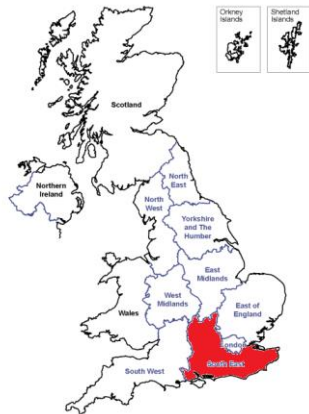 Orkney
Islands
Shetland
Islands
Scotland
Northern
Ireland
North
East
North
West
Yorkshire
and The
Humber
East
Midlands
West
Midlands
East of
England
Wales
London
South West
South East